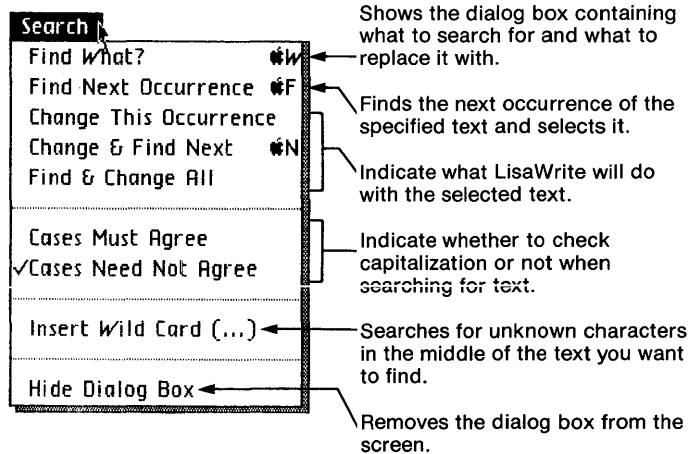 Search
Find What? W
Find Next Occurrence F
Change This Occurrence
Change & Find Next N
Find & Change All
Cases Must Agree
✓Cases Need Not Agree
Insert Wild Card (...)
Hide Dialog Box
Shows the dialog box containing
what to search for and what to
replace it with.
Finds the next occurrence of the
specified text and selects it.
Indicate what LisaWrite will do
with the selected text.
Indicate whether to check
capitalization or not when
searching for text.
Searches for unknown characters
in the middle of the text you want
to find.
Removes the dialog box from the
screen.